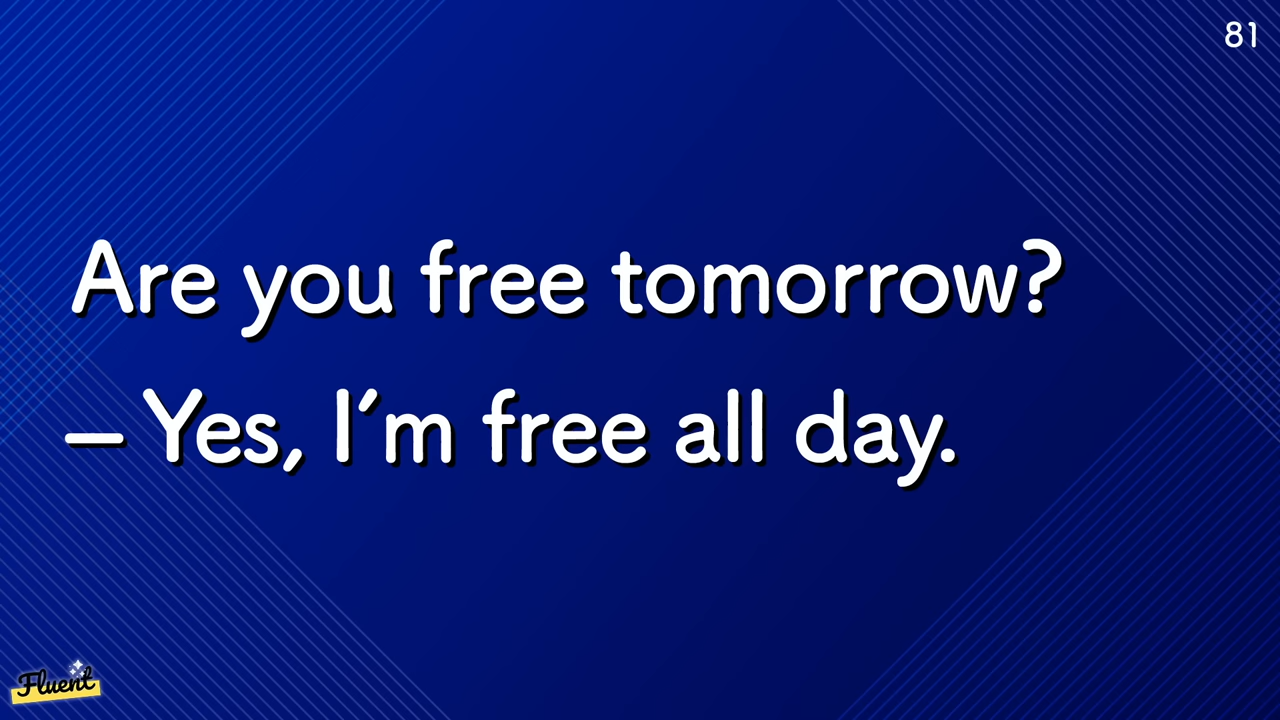 81
Are you free tomorrow?
– Yes, I′m free all day.
Fluent